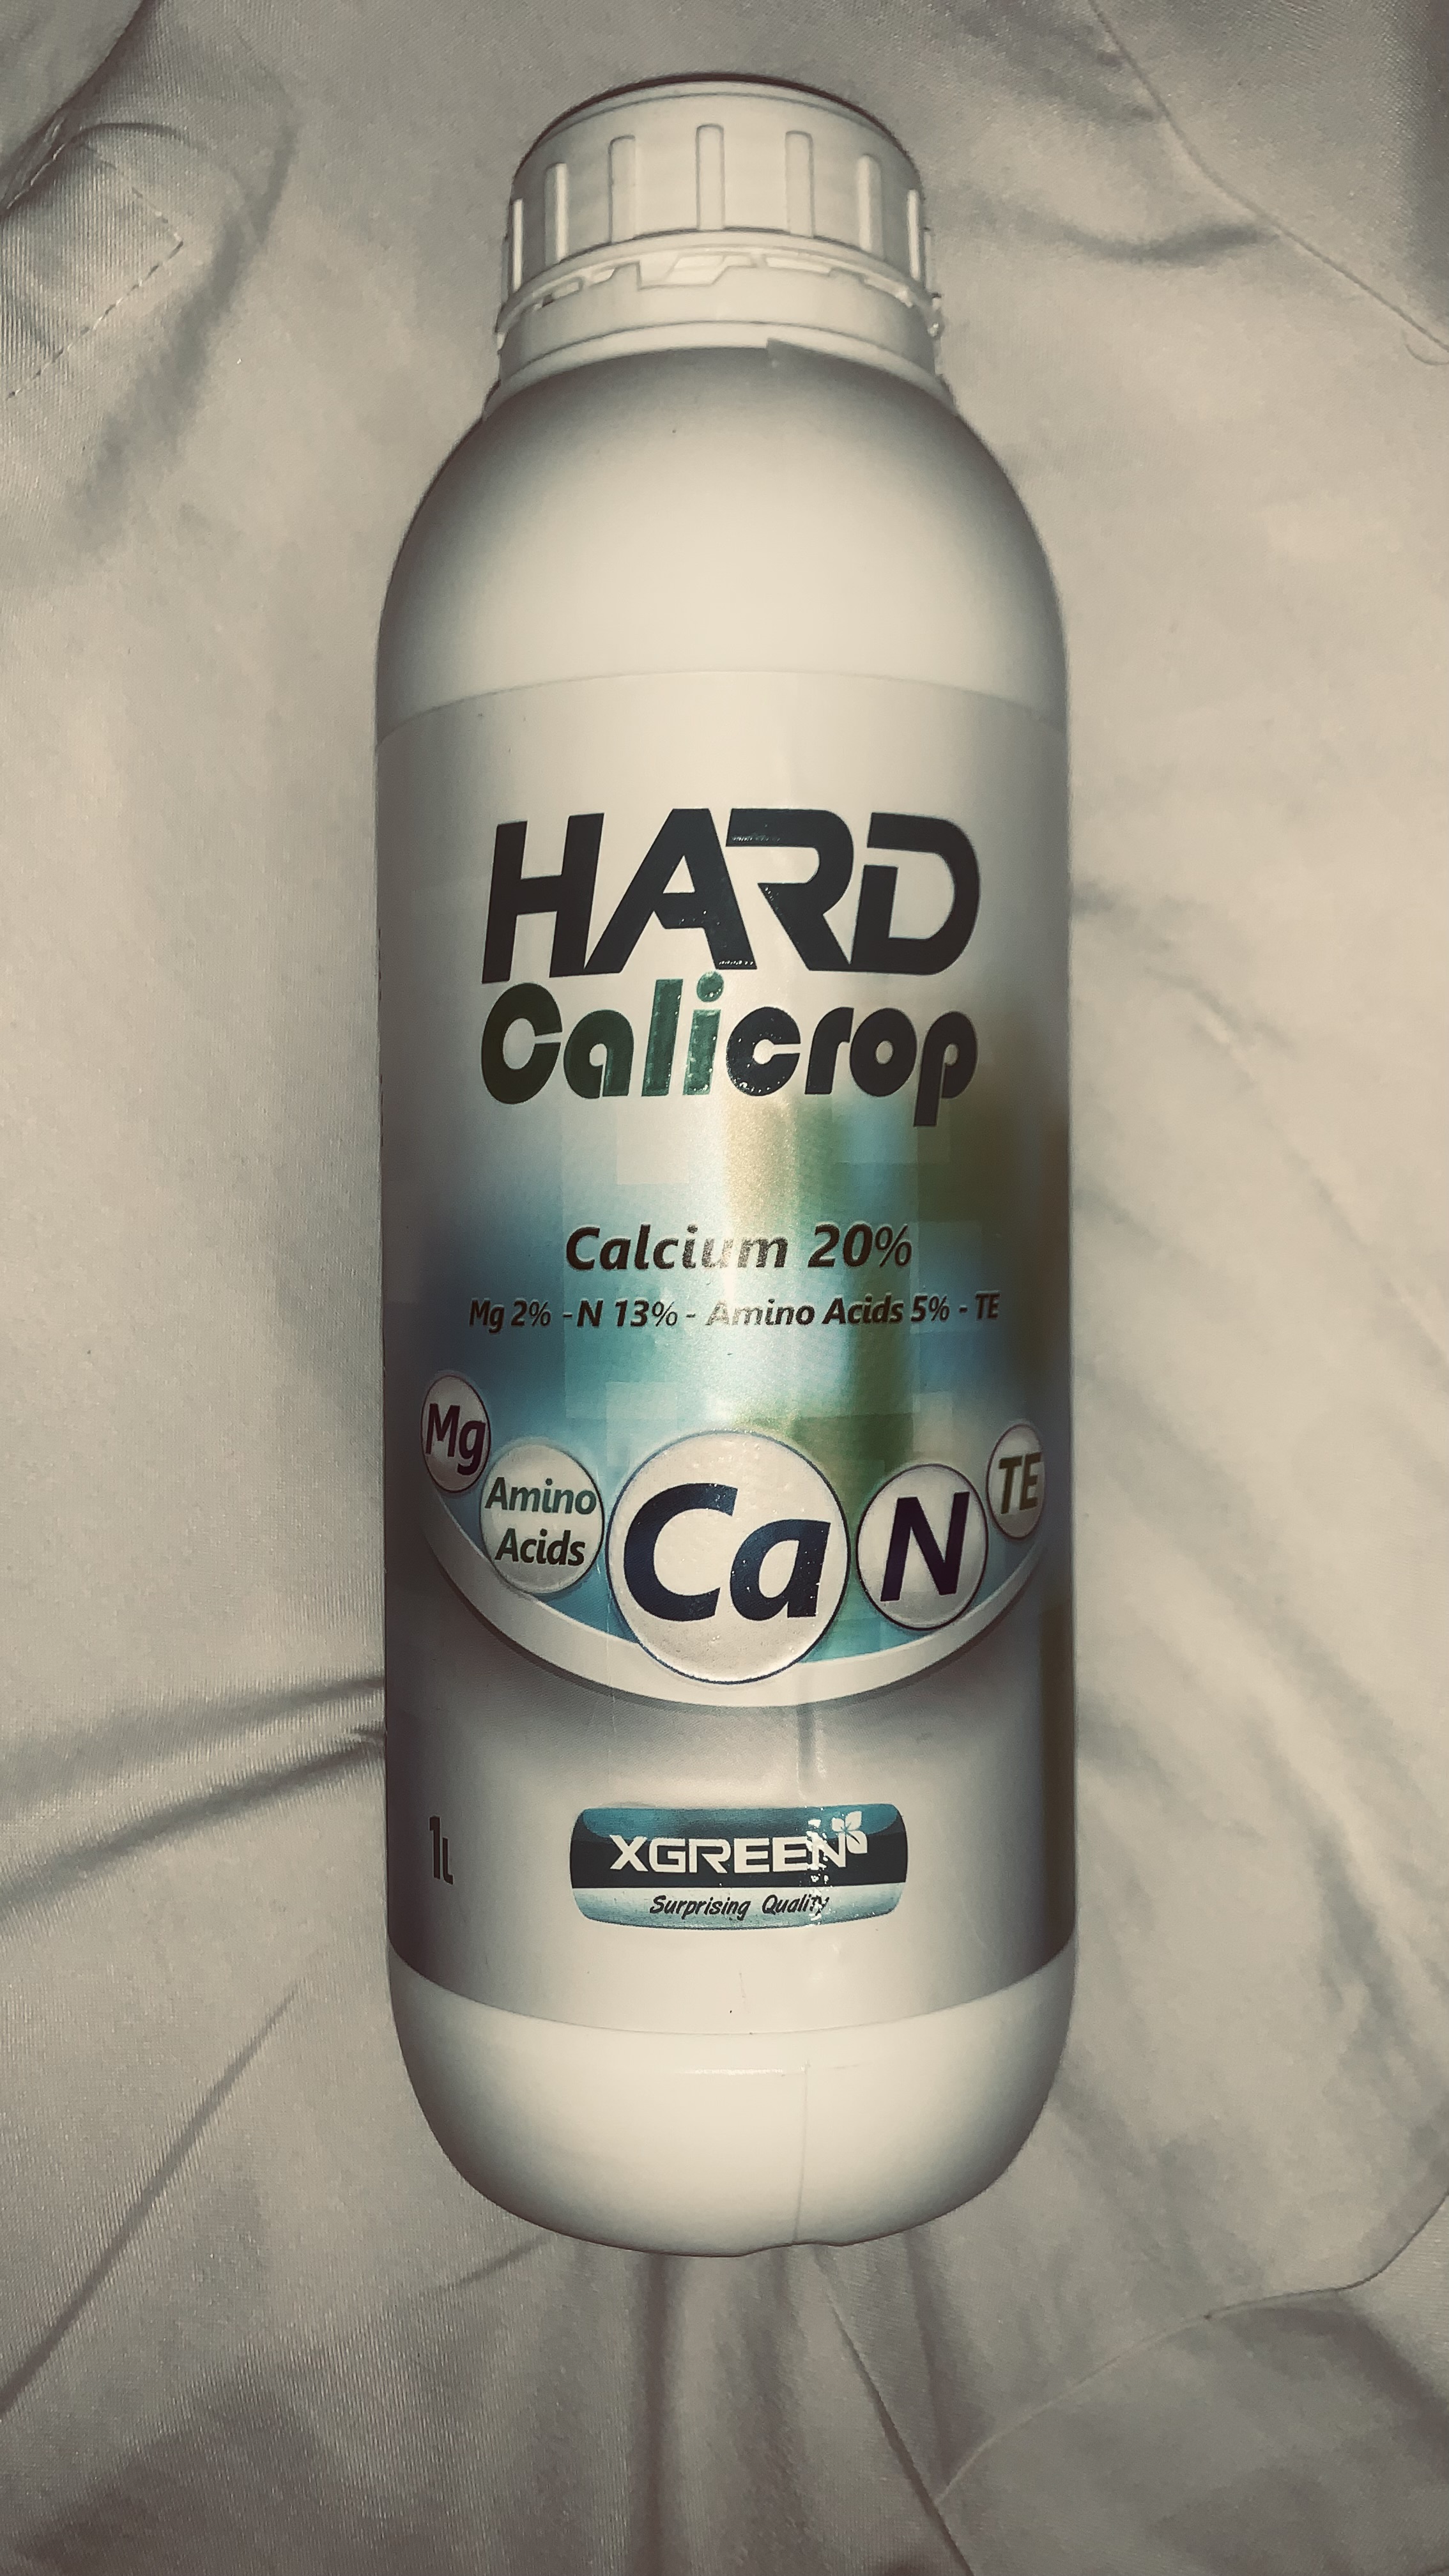 HARD
Calicrop
Calcium 20%
Mg 2% - N 13% - Amino Acids 5% - TE
Mg
Amino
Acids
Ca
N
TE
1L
XGREEN
Surprising Quality